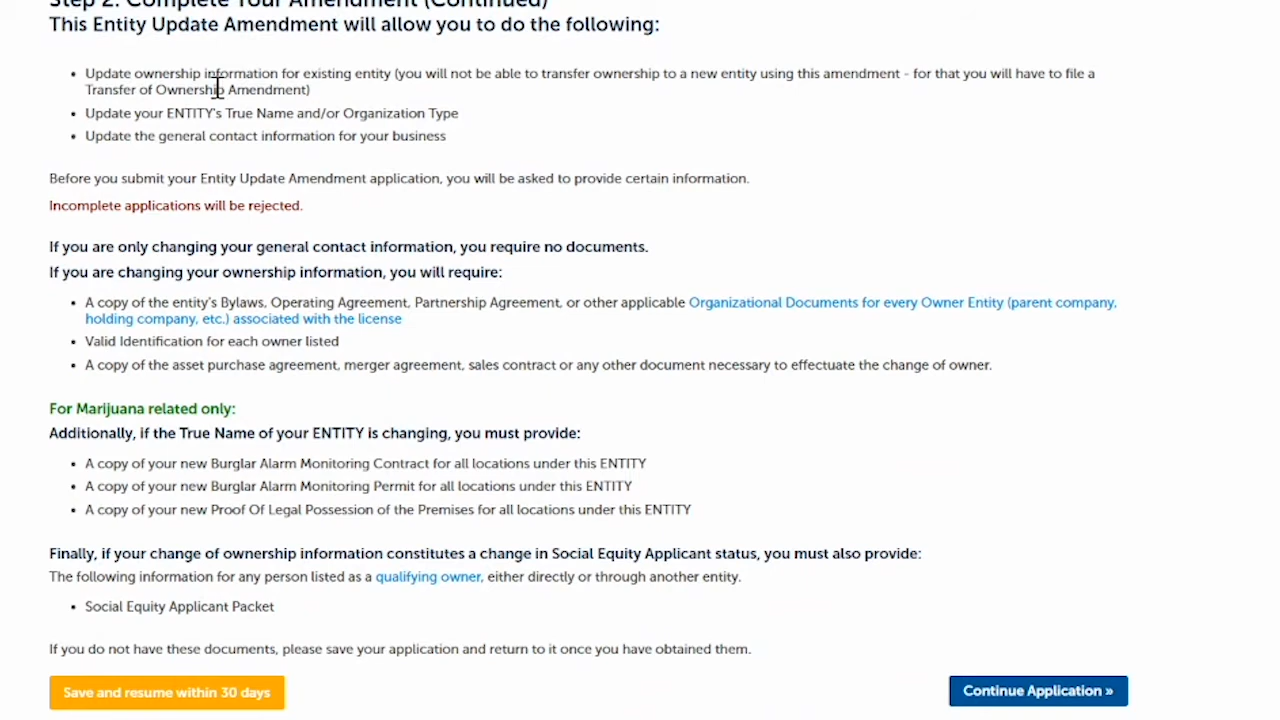 Step 2: Complete Your Amendment (Continued)
This Entity Update Amendment will allow you to do the following:
• Update ownership information for existing entity (you will not be able to transfer ownership to a new entity using this amendment - for that you will have to file a
Transfer of Ownership Amendment)
• Update your ENTITY's True Name and/or Organization Type
• Update the general contact information for your business
Before you submit your Entity Update Amendment application, you will be asked to provide certain information.
Incomplete applications will be rejected.
If you are only changing your general contact information, you require no documents.
If you are changing your ownership information, you will require:
• A copy of the entity's Bylaws, Operating Agreement, Partnership Agreement, or other applicable Organizational Documents for every Owner Entity (parent company,
holding company, etc.) associated with the license
• Valid Identification for each owner listed
• A copy of the asset purchase agreement, merger agreement, sales contract or any other document necessary to effectuate the change of owner.
For Marijuana related only:
Additionally, if the True Name of your ENTITY is changing, you must provide:
• A copy of your new Burglar Alarm Monitoring Contract for all locations under this ENTITY
• A copy of your new Burglar Alarm Monitoring Permit for all locations under this ENTITY
• A copy of your new Proof Of Legal Possession of the Premises for all locations under this ENTITY
Finally, if your change of ownership information constitutes a change in Social Equity Applicant status, you must also provide:
The following information for any person listed as a qualifying owner, either directly or through another entity.
• Social Equity Applicant Packet
If you do not have these documents, please save your application and return to it once you have obtained them.
Save and resume within 30 days
Continue Application »